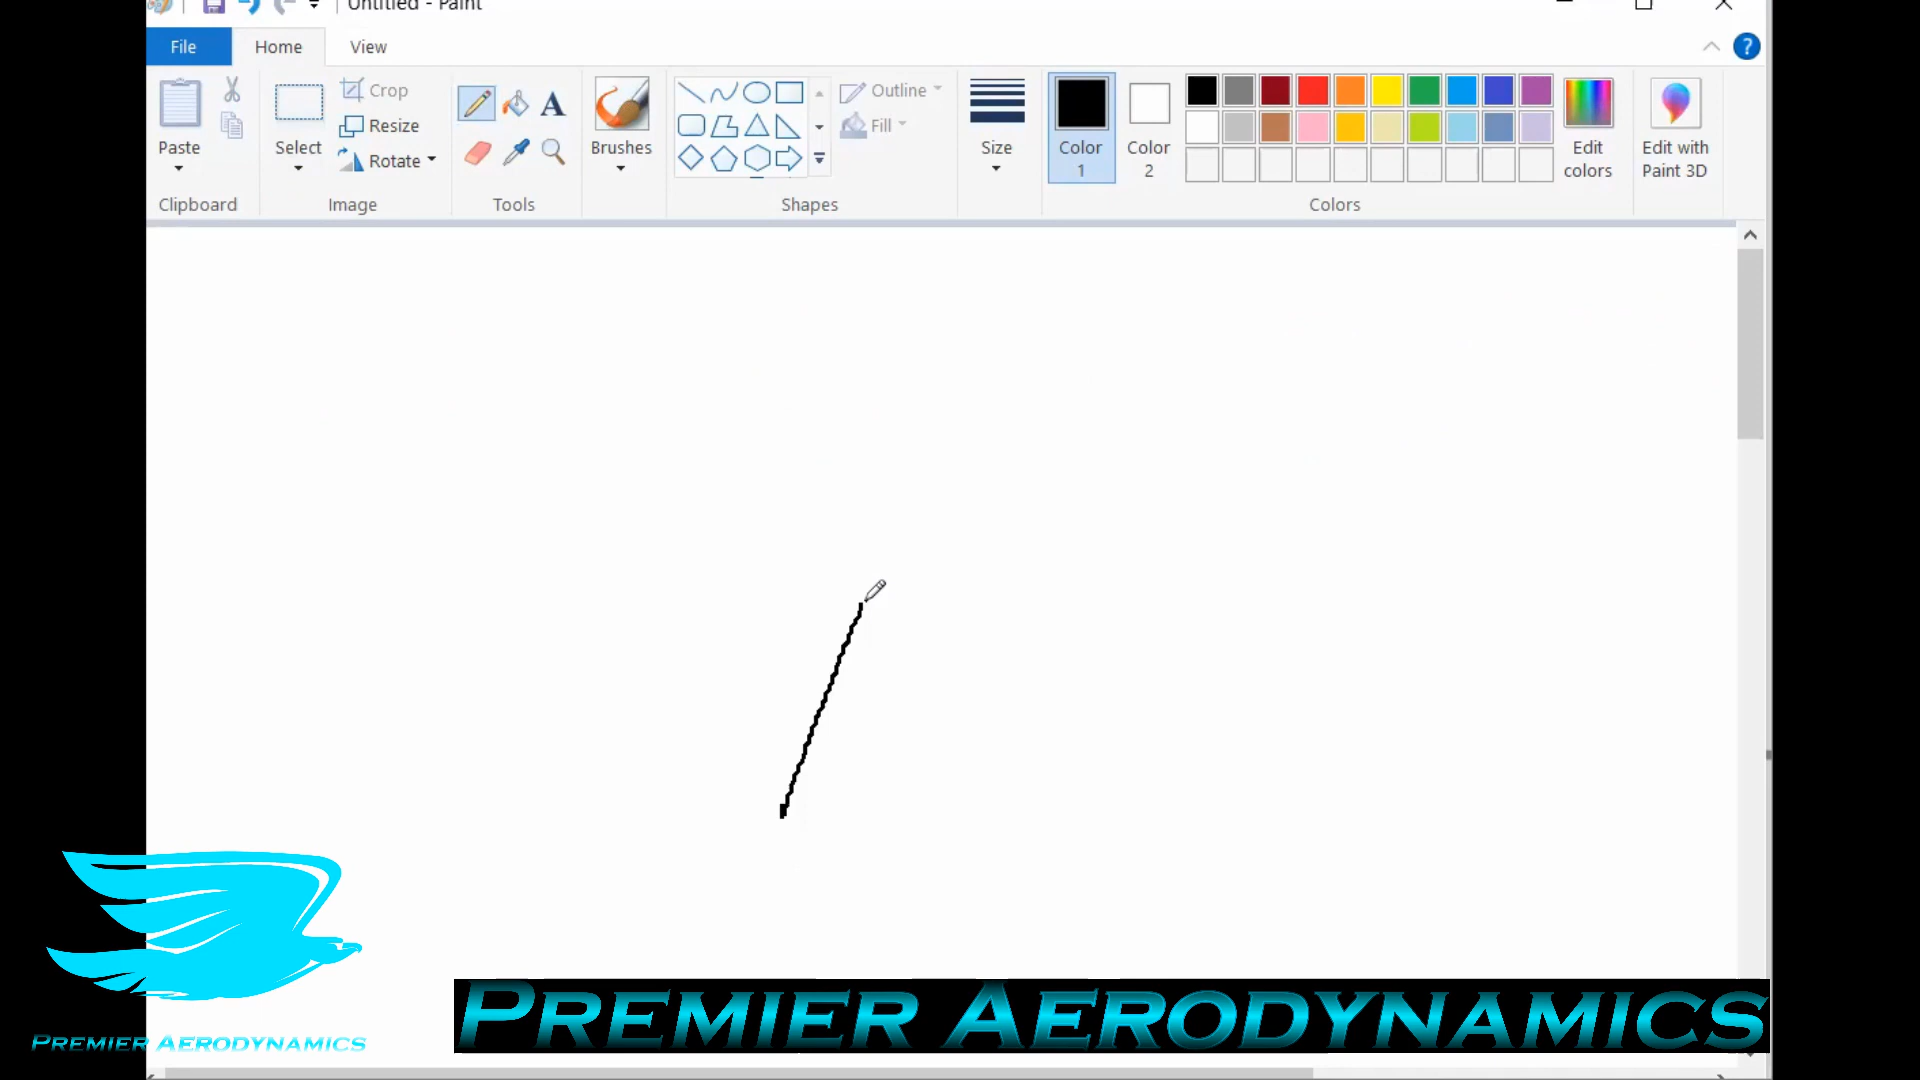 Untitled - Paint
File Home View
Paste
Select
Crop
Resize
Rotate
Brushes
Outline
Fill
Size
Color 1
Color 2
Edit colors
Edit with Paint 3D
Clipboard Image Tools Shapes Colors
PREMIER AERODYNAMICS
PREMIER AERODYNAMICS